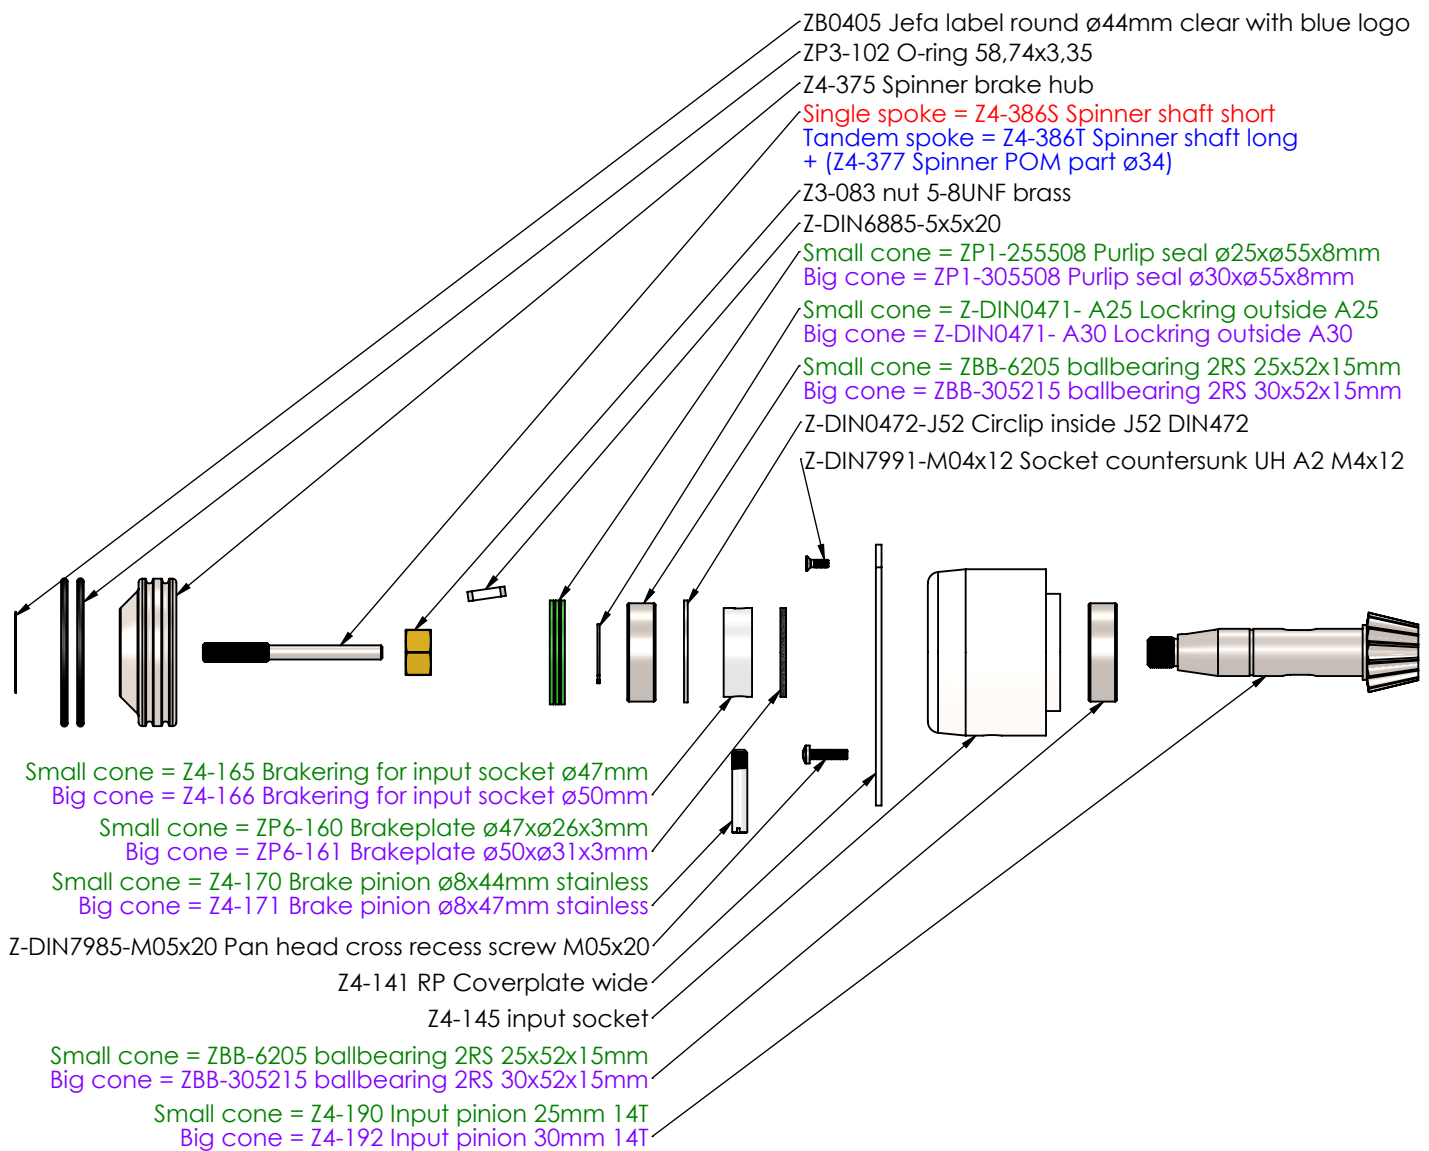 ZB0405 Jefa label round ø44mm clear with blue logo
ZP3-102 O-ring 58,74x3,35
Z4-375 Spinner brake hub
Single spoke = Z4-386S Spinner shaft short
Tandem spoke = Z4-386T Spinner shaft long
+ (Z4-377 Spinner POM part ø34)
Z3-083 nut 5-8UNF brass
Z-DIN6885-5x5x20
Small cone = ZP1-255508 Purlip seal ø25xø55x8mm
Big cone = ZP1-305508 Purlip seal ø30xø55x8mm
Small cone = Z-DIN0471- A25 Lockring outside A25
Big cone = Z-DIN0471- A30 Lockring outside A30
Small cone = ZBB-6205 ballbearing 2RS 25x52x15mm
Big cone = ZBB-305215 ballbearing 2RS 30x52x15mm
Z-DIN0472-J52 Circlip inside J52 DIN472
Z-DIN7991-M04x12 Socket countersunk UH A2 M4x12
Small cone = Z4-165 Brakering for input socket ø47mm
Big cone = Z4-166 Brakering for input socket ø50mm
Small cone = ZP6-160 Brakeplate ø47xø26x3mm
Big cone = ZP6-161 Brakeplate ø50xø31x3mm
Small cone = Z4-170 Brake pinion ø8x44mm stainless
Big cone = Z4-171 Brake pinion ø8x47mm stainless
Z-DIN7985-M05x20 Pan head cross recess screw M05x20
Z4-141 RP Coverplate wide
Z4-145 input socket
Small cone = ZBB-6205 ballbearing 2RS 25x52x15mm
Big cone = ZBB-305215 ballbearing 2RS 30x52x15mm
Small cone = Z4-190 Input pinion 25mm 14T
Big cone = Z4-192 Input pinion 30mm 14T